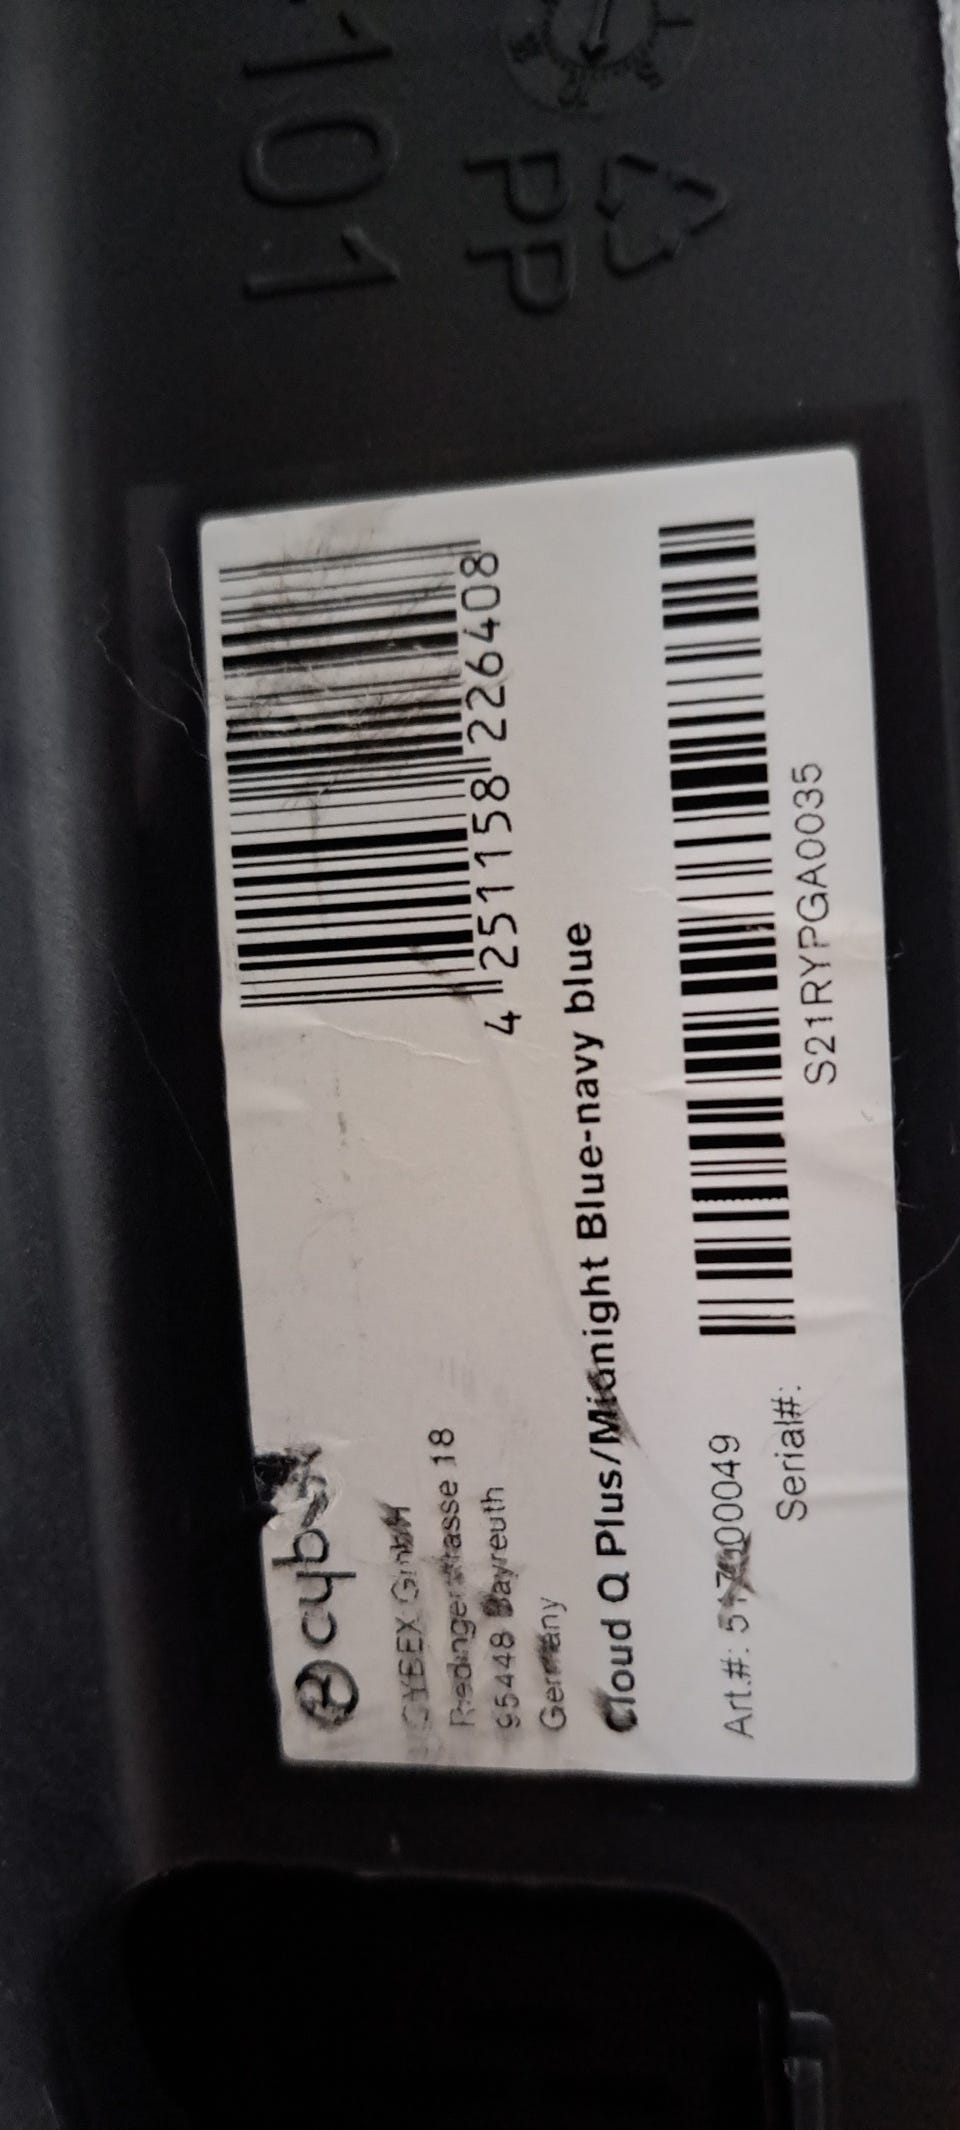 101
PP
cybex
4 251158 226408
CYBEX GmbH
Riedingerstrasse 18
95448 Bayreuth
Germany
Cloud Q Plus/Midnight Blue-navy blue
Art.#: 517000049
Serial#:
S21RYPGA0035